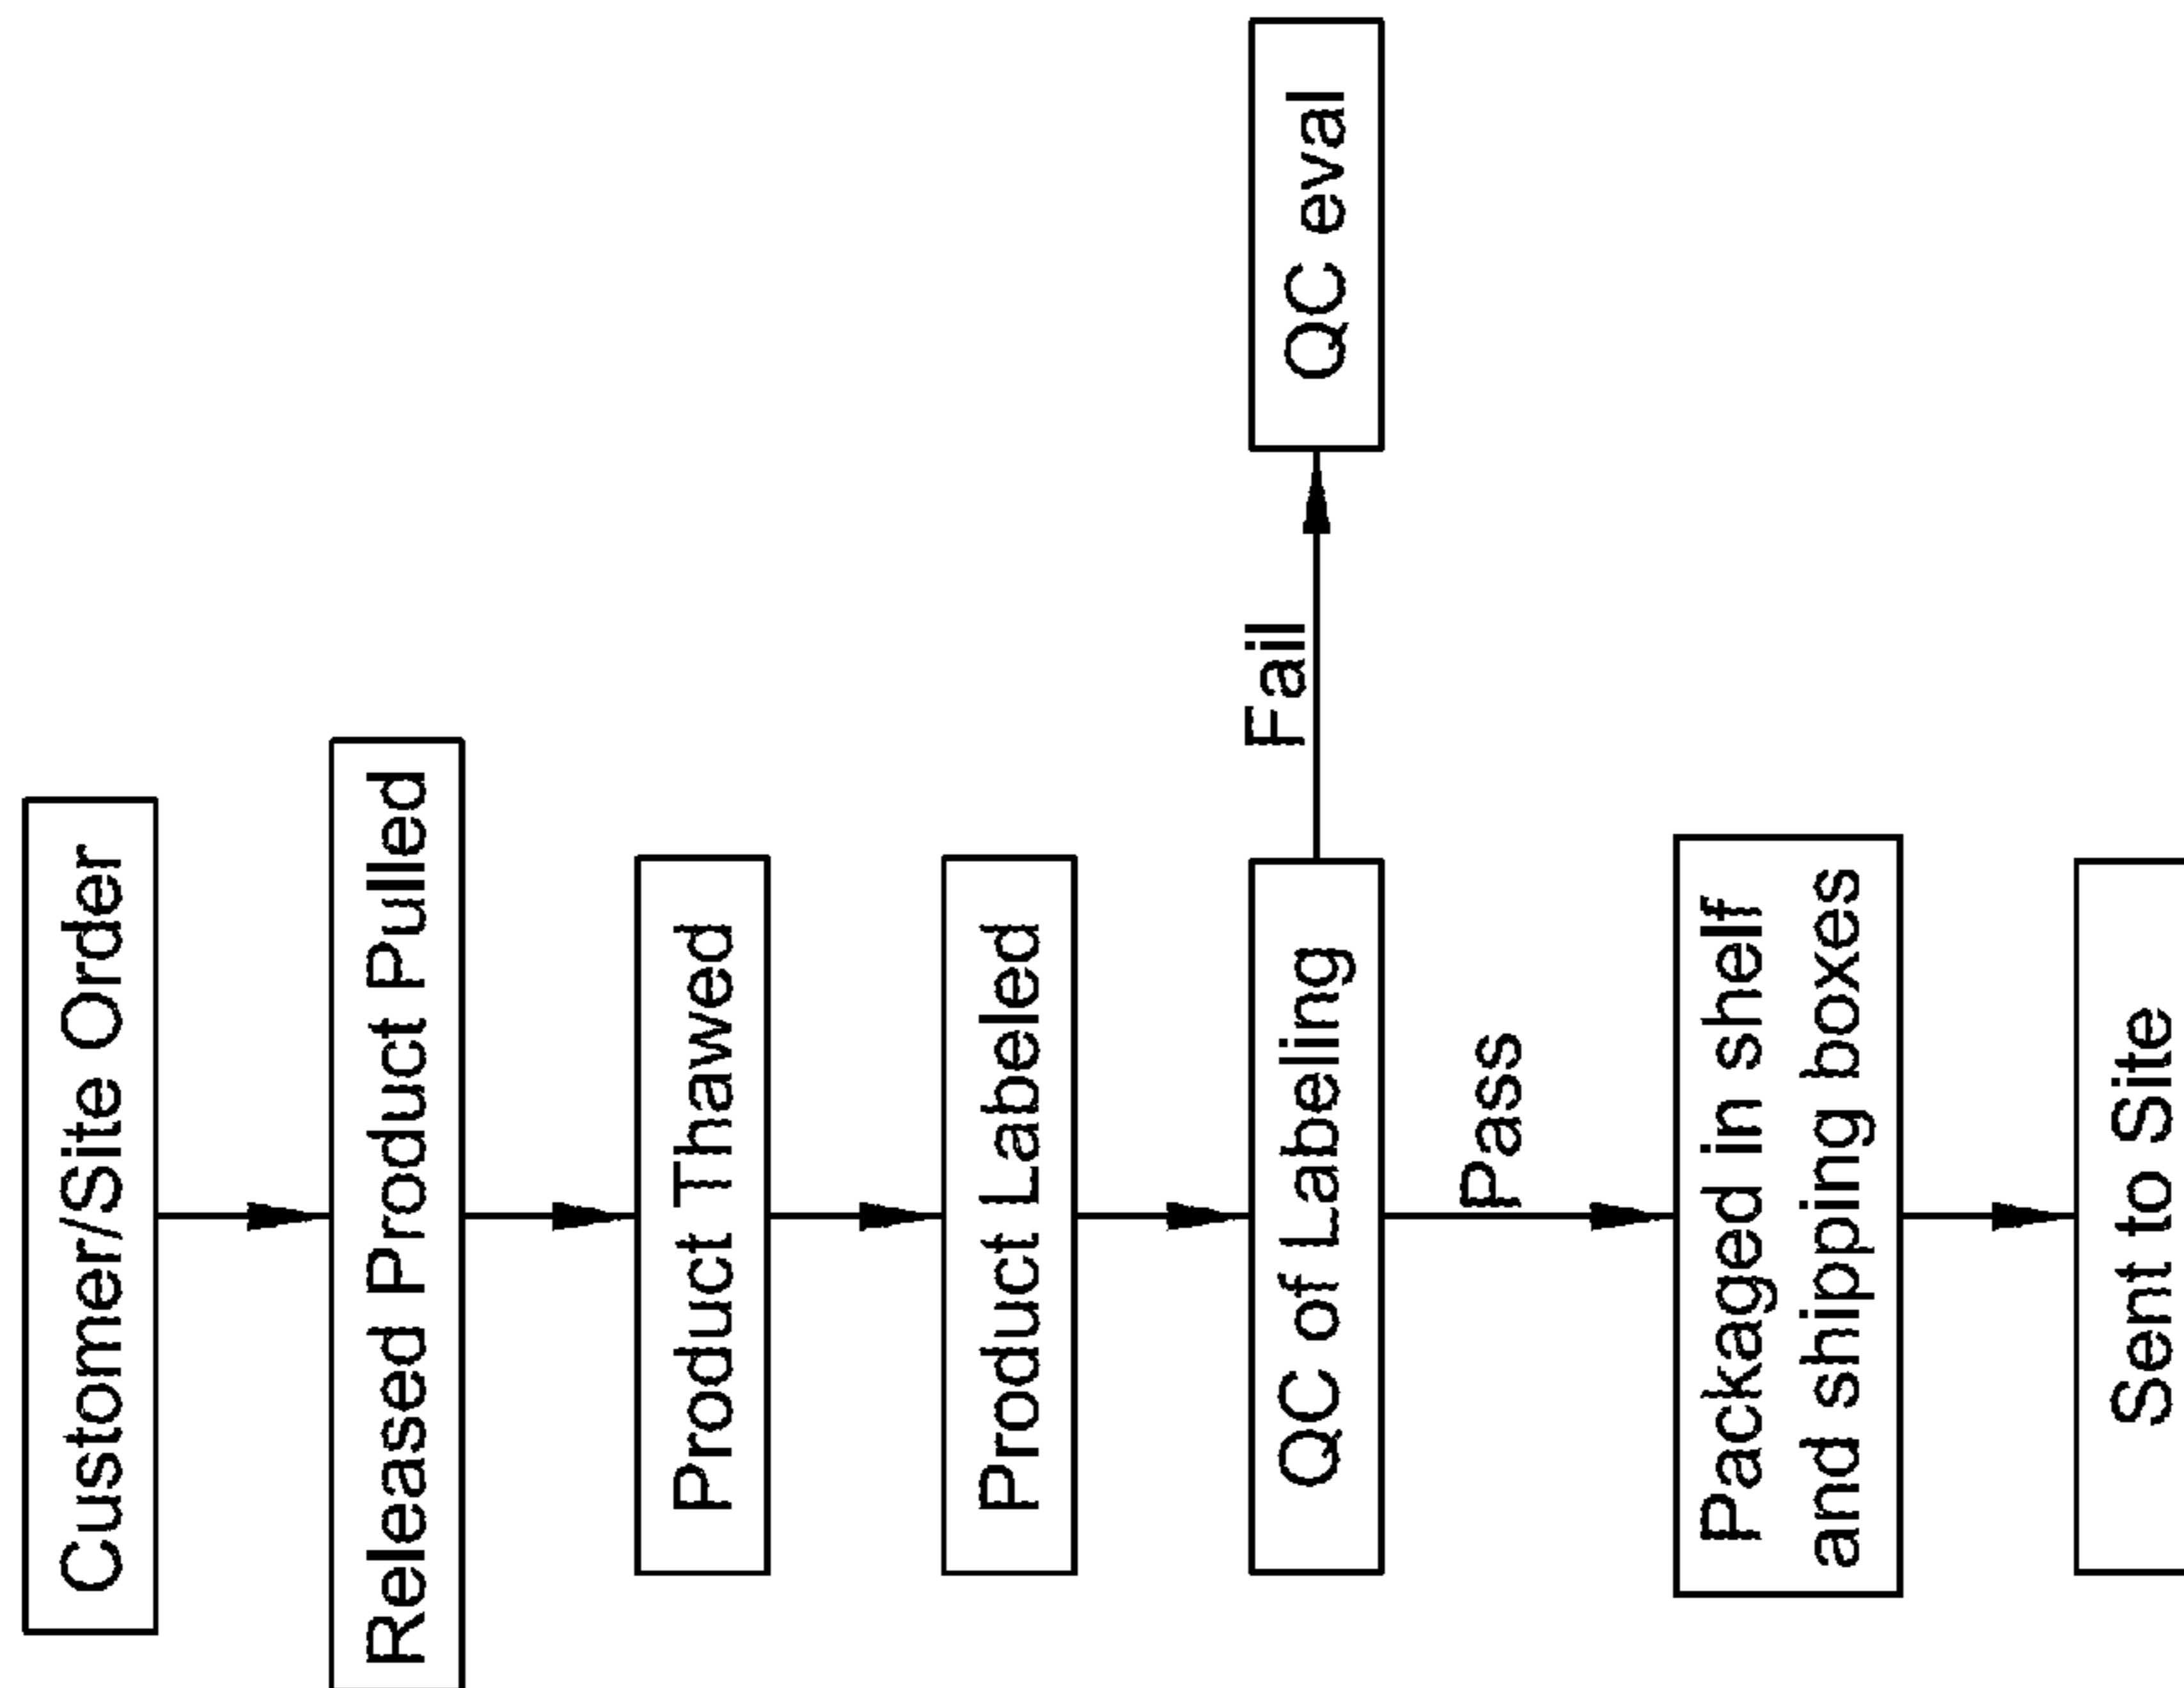 Customer/Site Order
Released Product Pulled
Product Thawed
Product Labeled
QC of Labeling
Fail
QC eval
Pass
Packaged in shelf
and shipping boxes
Sent to Site